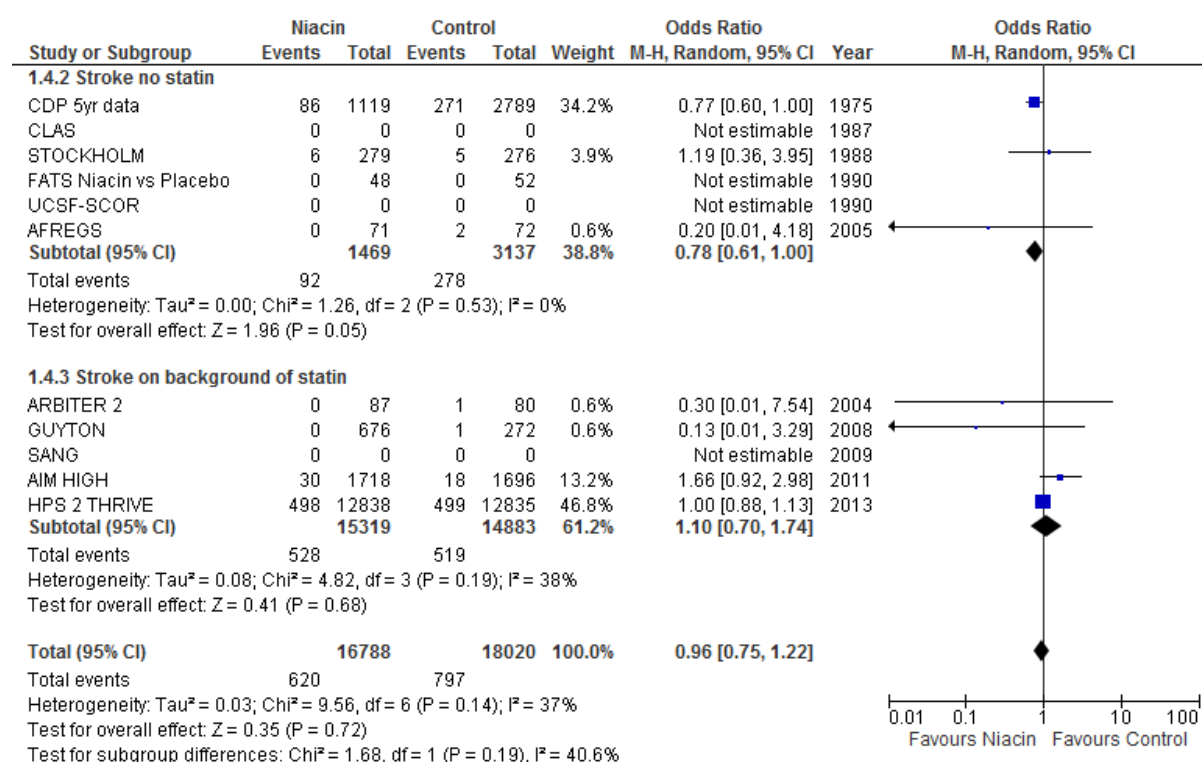 Niacin Control Odds Ratio Odds Ratio
Study or Subgroup Events Total Events Total Weight M-H, Random, 95% CI Year M-H, Random, 95% CI
1.4.2 Stroke no statin
CDP 5yr data 86 1119 271 2789 34.2% 0.77 [0.60, 1.00] 1975
CLAS 0 0 0 0 Not estimable 1987
STOCKHOLM 6 279 5 276 3.9% 1.19 [0.36, 3.95] 1988
FATS Niacin vs Placebo 0 48 0 52 Not estimable 1990
UCSF-SCOR 0 0 0 0 Not estimable 1990
AFREGS 0 71 2 72 0.6% 0.20 [0.01, 4.18] 2005
Subtotal (95% CI) 1469 3137 38.8% 0.78 [0.61, 1.00]
Total events 92 278
Heterogeneity: Tau² = 0.00; Chi² = 1.26, df = 2 (P = 0.53); I² = 0%
Test for overall effect: Z = 1.96 (P = 0.05)
1.4.3 Stroke on background of statin
ARBITER 2 0 87 1 80 0.6% 0.30 [0.01, 7.54] 2004
GUYTON 0 676 1 272 0.6% 0.13 [0.01, 3.29] 2008
SANG 0 0 0 0 Not estimable 2009
AIM HIGH 30 1718 18 1696 13.2% 1.66 [0.92, 2.98] 2011
HPS 2 THRIVE 498 12838 499 12835 46.8% 1.00 [0.88, 1.13] 2013
Subtotal (95% CI) 15319 14883 61.2% 1.10 [0.70, 1.74]
Total events 528 519
Heterogeneity: Tau² = 0.08; Chi² = 4.82, df = 3 (P = 0.19); I² = 38%
Test for overall effect: Z = 0.41 (P = 0.68)
Total (95% CI) 16788 18020 100.0% 0.96 [0.75, 1.22]
Total events 620 797
Heterogeneity: Tau² = 0.03; Chi² = 9.56, df = 6 (P = 0.14); I² = 37%
Test for overall effect: Z = 0.35 (P = 0.72)
Test for subgroup differences: Chi² = 1.68, df = 1 (P = 0.19), I² = 40.6%
0.01 0.1 1 10 100
Favours Niacin Favours Control